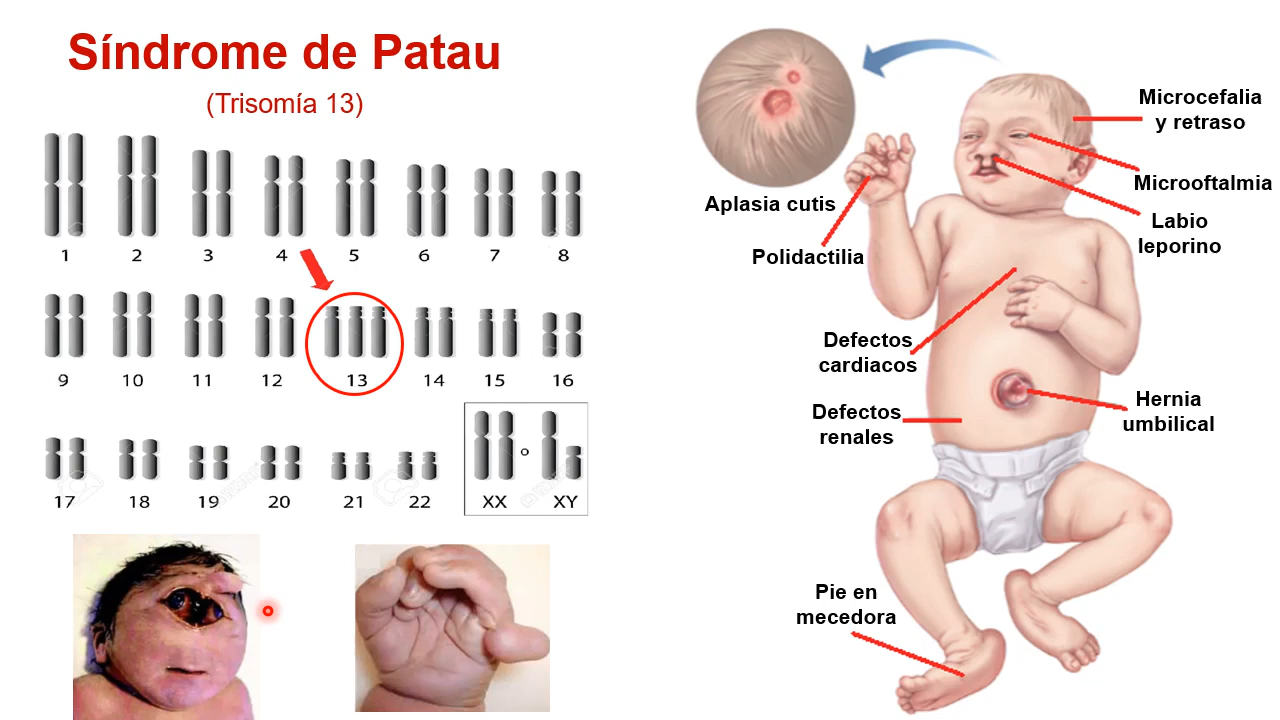 Síndrome de Patau
(Trisomía 13)
1 2 3 4 5 6 7 8
9 10 11 12 13 14 15 16
17 18 19 20 21 22 XX o XY
Aplasia cutis
Polidactilia
Microcefalia
y retraso
Microoftalmia
Labio
leporino
Defectos
cardiacos
Defectos
renales
Hernia
umbilical
Pie en
mecedora